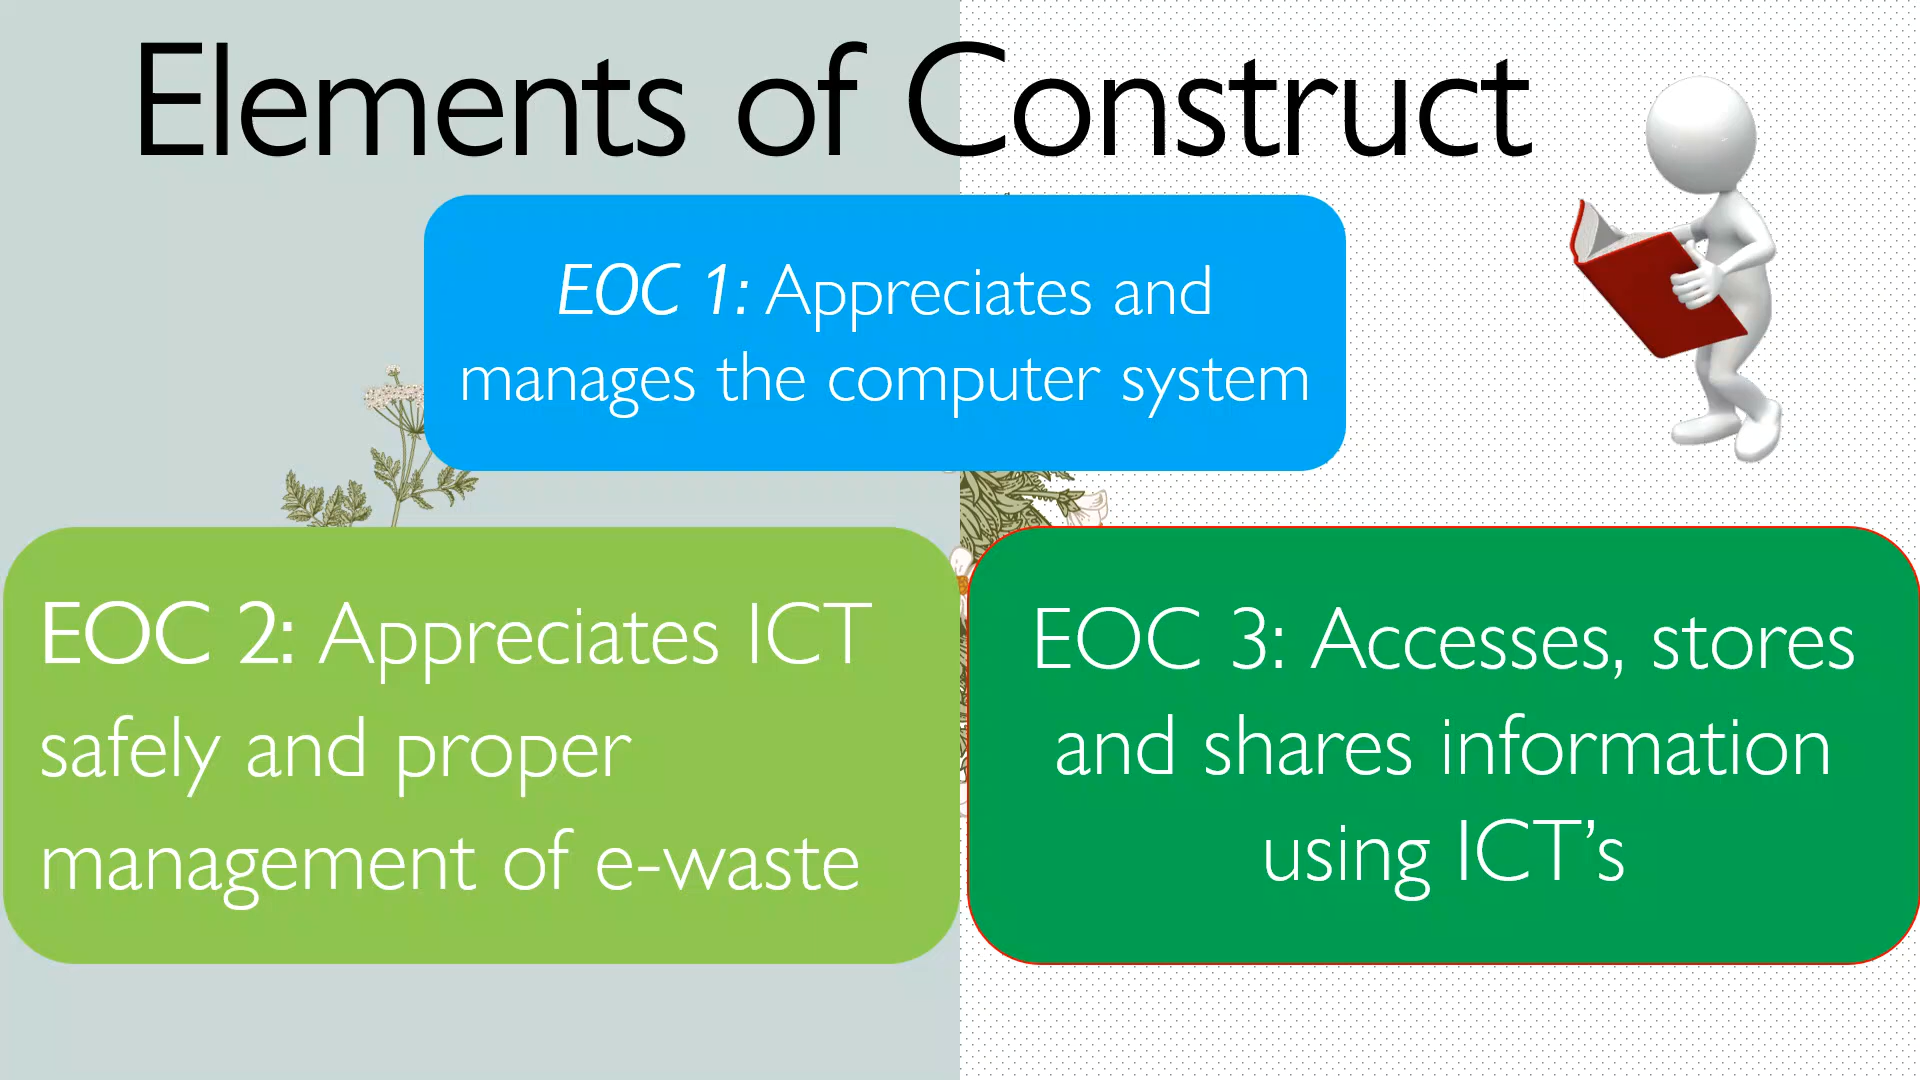 Elements of Construct
EOC 1: Appreciates and
manages the computer system
EOC 2: Appreciates ICT
safely and proper
management of e-waste
EOC 3: Accesses, stores
and shares information
using ICT’s